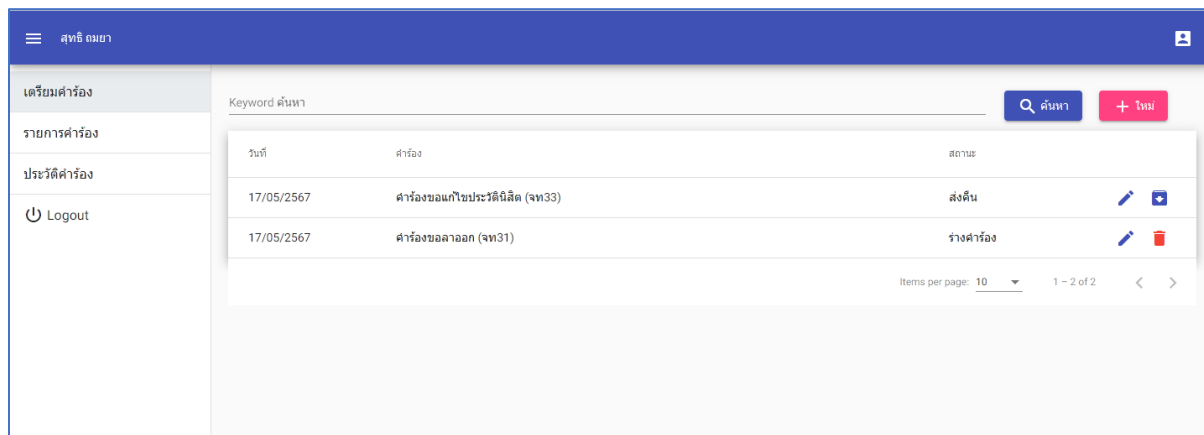 สุทธิ ถมยา
เตรียมคำร้อง
รายการคำร้อง
ประวัติคำร้อง
Logout
Keyword ค้นหา
ค้นหา
ใหม่
วันที่ คำร้อง สถานะ
17/05/2567 คำร้องขอแก้ไขประวัตินิสิต (จท33) ส่งคืน
17/05/2567 คำร้องขอลาออก (จท31) ร่างคำร้อง
Items per page: 10 1 – 2 of 2